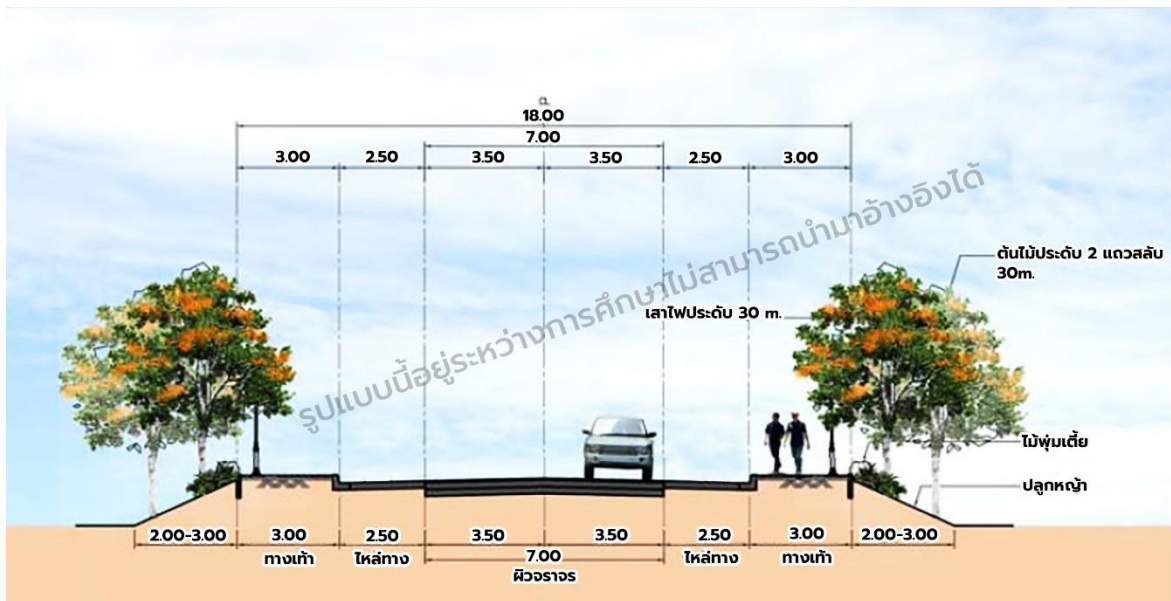 18.00
7.00
3.00 2.50 3.50 3.50 2.50 3.00
รูปแบบนี้อยู่ระหว่างการศึกษาไม่สามารถนำมาอ้างอิงได้
ต้นไม้ประดับ 2 แถวสลับ
30m.
เสาไฟประดับ 30 m.
ไม้พุ่มเตี้ย
ปลูกหญ้า
2.00-3.00 3.00 2.50 3.50 3.50 2.50 3.00 2.00-3.00
ทางเท้า ไหล่ทาง 7.00 ไหล่ทาง ทางเท้า
ผิวจราจร